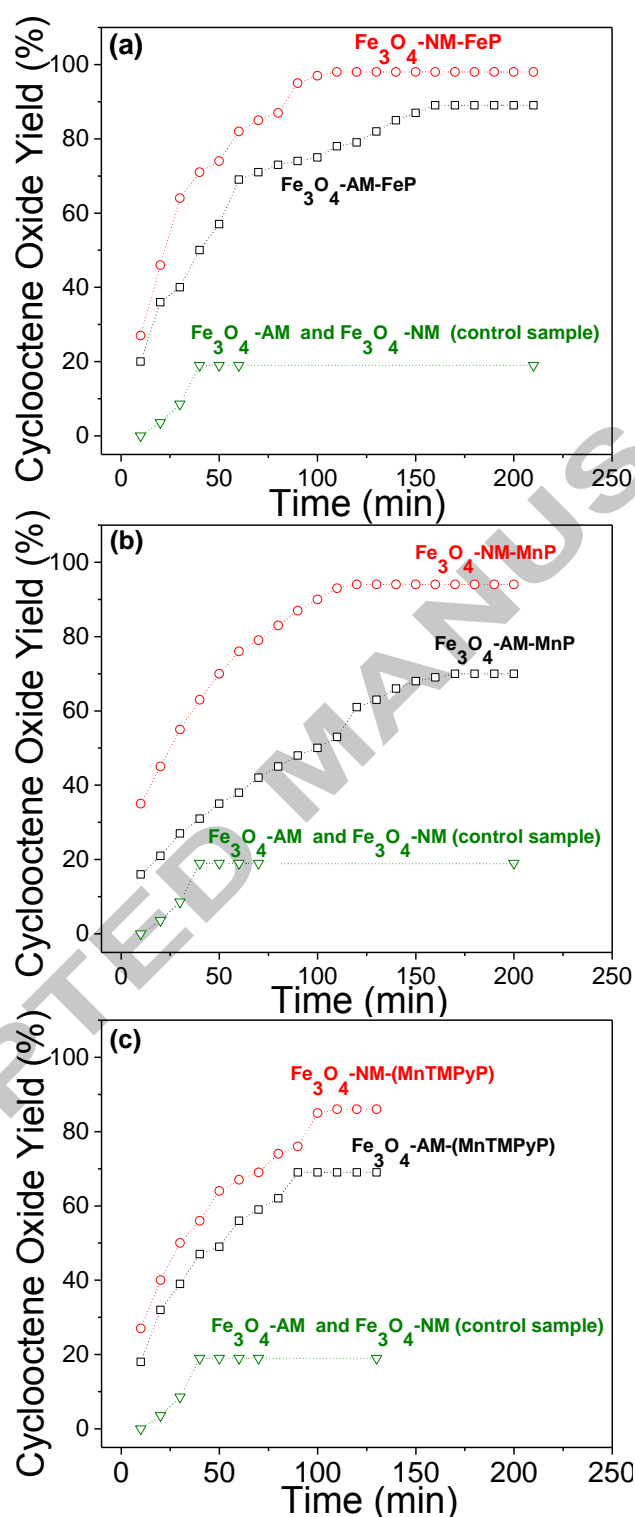 (a)
Fe3O4-NM-FeP
Fe3O4-AM-FeP
Fe3O4-AM and Fe3O4-NM (control sample)
Cyclooctene Oxide Yield (%)
100
80
60
40
20
0
0 50 100 150 200 250
Time (min)
(b)
Fe3O4-NM-MnP
Fe3O4-AM-MnP
Fe3O4-AM and Fe3O4-NM (control sample)
Cyclooctene Oxide Yield (%)
100
80
60
40
20
0
0 50 100 150 200 250
Time (min)
(c)
Fe3O4-NM-(MnTMPyP)
Fe3O4-AM-(MnTMPyP)
Fe3O4-AM and Fe3O4-NM (control sample)
Cyclooctene Oxide Yield (%)
100
80
60
40
20
0
0 50 100 150 200 250
Time (min)
PTED MANUS